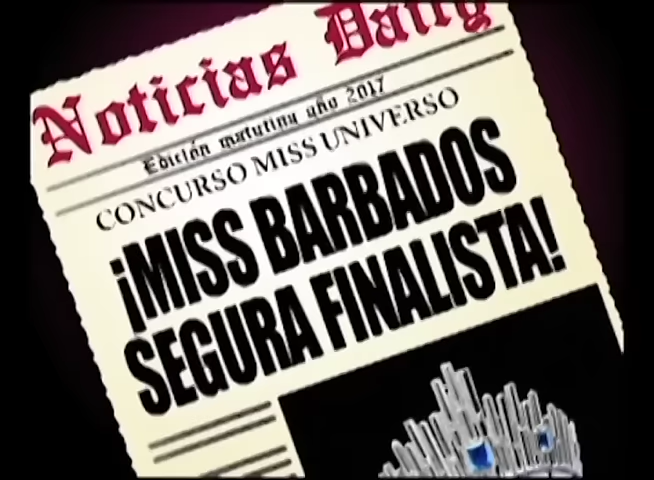 Noticias Daily
Edición matutina año 2017
CONCURSO MISS UNIVERSO
¡MISS BARBADOS
SEGURA FINALISTA!